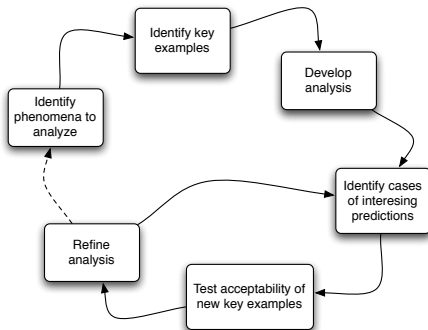 Identify key
examples
Develop
analysis
Identify
phenomena to
analyze
Identify cases
of interesing
predictions
Refine
analysis
Test acceptability of
new key examples